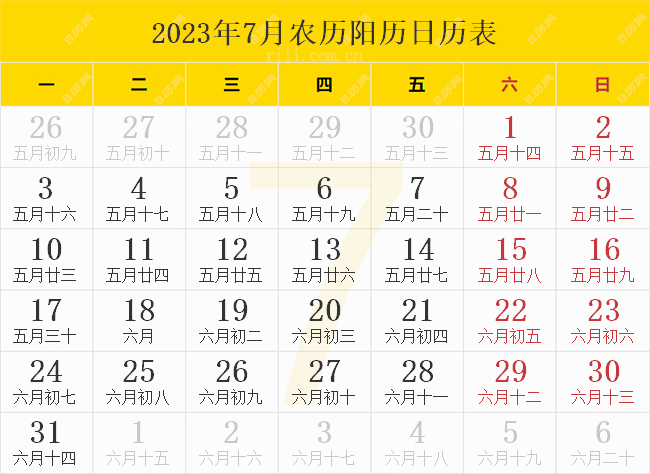 2023年7月农历阳历日历表
rili.com.cn
一 二 三 四 五 六 日
26 27 28 29 30 1 2
五月初九 五月初十 五月十一 五月十二 五月十三 五月十四 五月十五
3 4 5 6 7 8 9
五月十六 五月十七 五月十八 五月十九 五月二十 五月廿一 五月廿二
10 11 12 13 14 15 16
五月廿三 五月廿四 五月廿五 五月廿六 五月廿七 五月廿八 五月廿九
17 18 19 20 21 22 23
五月三十 六月 六月初二 六月初三 六月初四 六月初五 六月初六
24 25 26 27 28 29 30
六月初七 六月初八 六月初九 六月初十 六月十一 六月十二 六月十三
31 1 2 3 4 5 6
六月十四 六月十五 六月十六 六月十七 六月十八 六月十九 六月二十
7